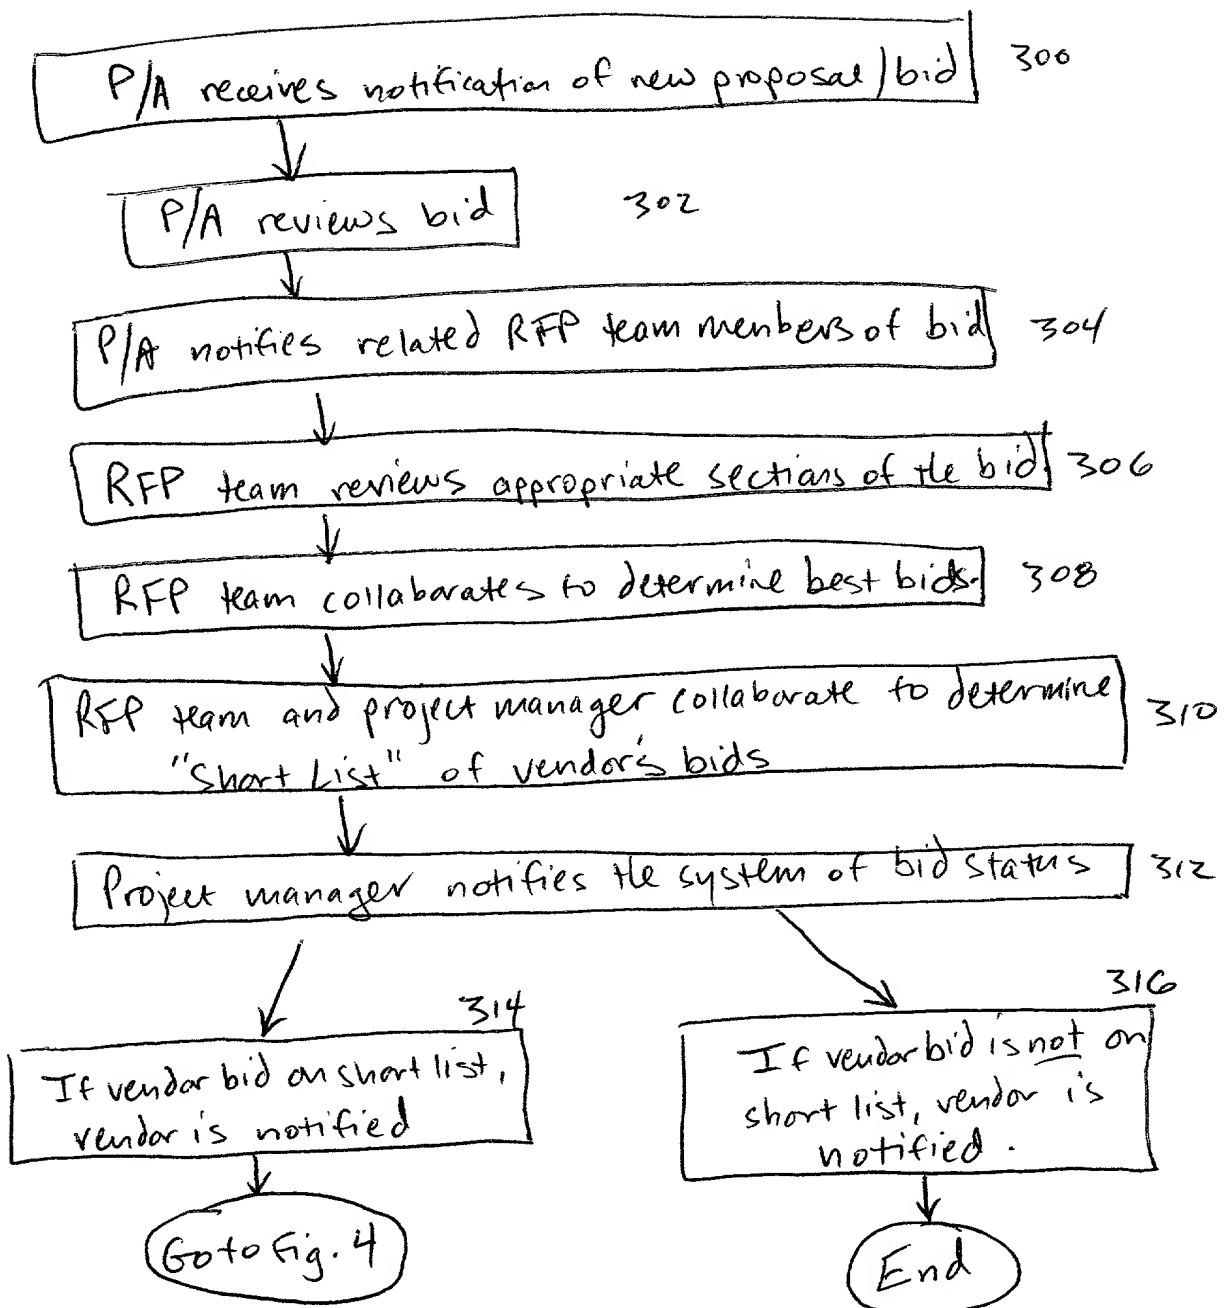 P/A receives notification of new proposal/bid 300
P/A reviews bid 302
P/A notifies related RFP team members of bid 304
RFP team reviews appropriate sections of the bid. 306
RFP team collaborates to determine best bids. 308
RFP team and project manager collaborate to determine 310
"Short List" of vendor's bids
Project manager notifies the system of bid status 312
314
If vendor bid on short list,
vendor is notified
316
If vendor bid is not on
short list, vendor is
notified.
Go to Fig. 4
End